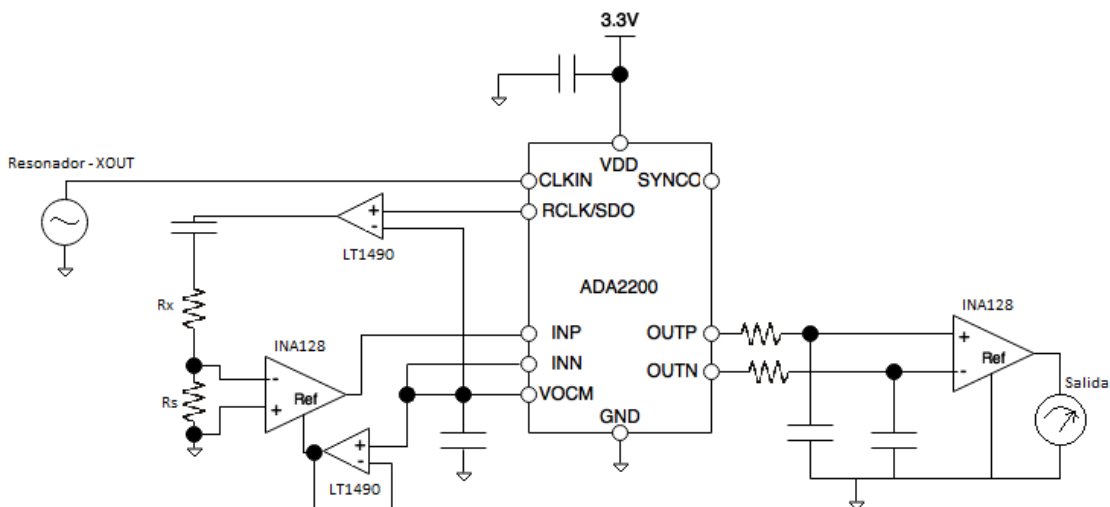 3.3V
Resonador - XOUT
VDD
CLKIN
SYNCO
RCLK/SDO
+
-
LT1490
ADA2200
Rx
INA128
INA128
INP
OUTP
+
Ref
INN
OUTN
-
-
Ref
Salida
Rs
+
VOCM
GND
+
-
LT1490